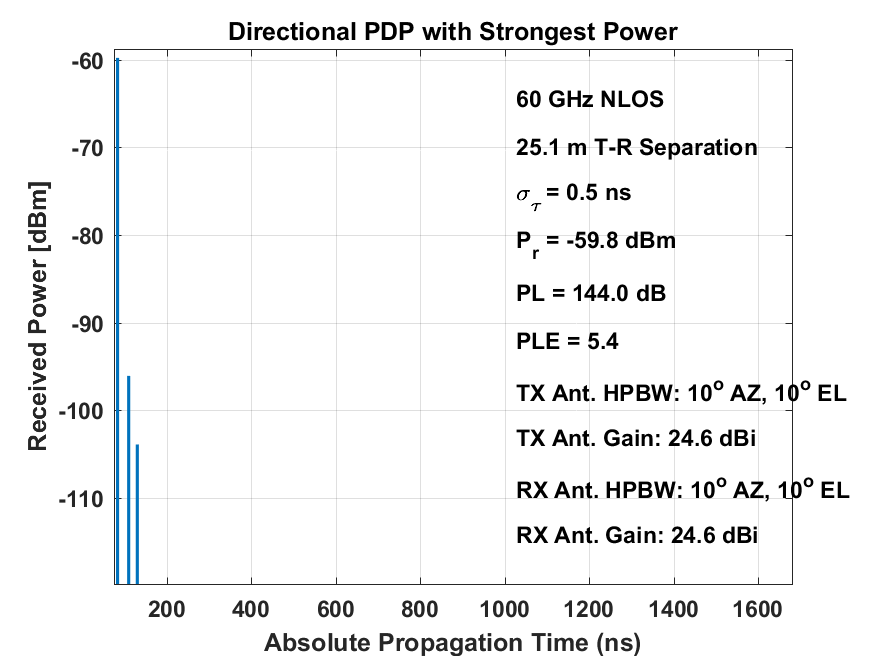 Directional PDP with Strongest Power
Received Power [dBm]
-60
-70
-80
-90
-100
-110
60 GHz NLOS
25.1 m T-R Separation
σ_τ = 0.5 ns
P_r = -59.8 dBm
PL = 144.0 dB
PLE = 5.4
TX Ant. HPBW: 10° AZ, 10° EL
TX Ant. Gain: 24.6 dBi
RX Ant. HPBW: 10° AZ, 10° EL
RX Ant. Gain: 24.6 dBi
200 400 600 800 1000 1200 1400 1600
Absolute Propagation Time (ns)